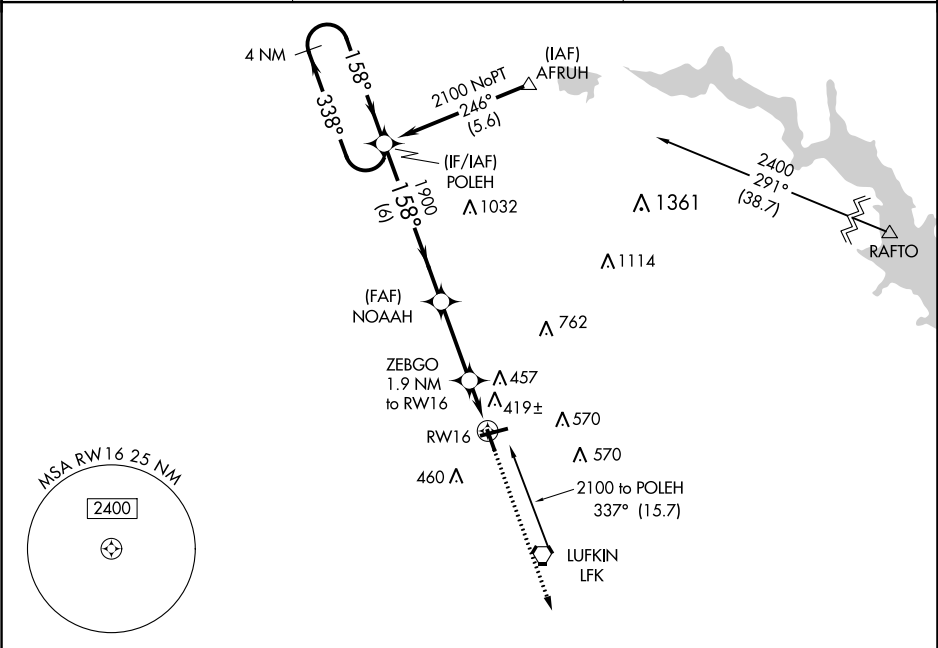 4 NM
158°
338°
(IAF)
AFRUH
2100 NoPT
246°
(5.6)
(IF/IAF)
POLEH
1900
158°
(6)
1032
1361
2400
291°
(38.7)
RAFTO
1114
(FAF)
NOAAH
762
ZEBGO
1.9 NM
to RW16
457
419±
570
RW16
570
460
2100 to POLEH
337° (15.7)
LUFKIN
LFK
MSA RW16 25 NM
2400